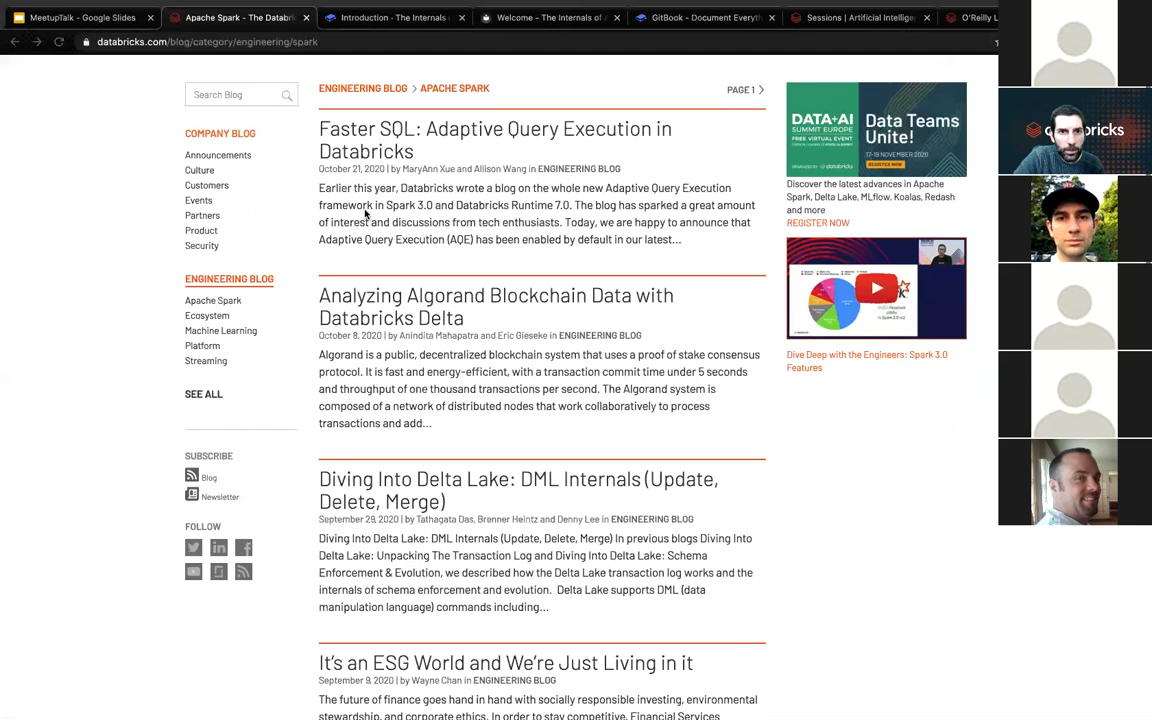 MeetupTalk - Google Slides
Apache Spark - The Databri
Introduction · The Internals
Welcome - The Internals of
GitBook - Document Everyth
Sessions | Artificial Intellige
O'Reilly L
databricks.com/blog/category/engineering/spark
Search Blog
COMPANY BLOG
Announcements
Culture
Customers
Events
Partners
Product
Security
ENGINEERING BLOG
Apache Spark
Ecosystem
Machine Learning
Platform
Streaming
SEE ALL
SUBSCRIBE
Blog
Newsletter
FOLLOW
ENGINEERING BLOG > APACHE SPARK
PAGE 1 >
Faster SQL: Adaptive Query Execution in
Databricks
October 21, 2020 | by MaryAnn Xue and Allison Wang in ENGINEERING BLOG
Earlier this year, Databricks wrote a blog on the whole new Adaptive Query Execution
framework in Spark 3.0 and Databricks Runtime 7.0. The blog has sparked a great amount
of interest and discussions from tech enthusiasts. Today, we are happy to announce that
Adaptive Query Execution (AQE) has been enabled by default in our latest...
Analyzing Algorand Blockchain Data with
Databricks Delta
October 8, 2020 | by Anindita Mahapatra and Eric Gieseke in ENGINEERING BLOG
Algorand is a public, decentralized blockchain system that uses a proof of stake consensus
protocol. It is fast and energy-efficient, with a transaction commit time under 5 seconds
and throughput of one thousand transactions per second. The Algorand system is
composed of a network of distributed nodes that work collaboratively to process
transactions and add...
Diving Into Delta Lake: DML Internals (Update,
Delete, Merge)
September 29, 2020 | by Tathagata Das, Brenner Heintz and Denny Lee in ENGINEERING BLOG
Diving Into Delta Lake: DML Internals (Update, Delete, Merge) In previous blogs Diving Into
Delta Lake: Unpacking The Transaction Log and Diving Into Delta Lake: Schema
Enforcement & Evolution, we described how the Delta Lake transaction log works and the
internals of schema enforcement and evolution.  Delta Lake supports DML (data
manipulation language) commands including...
It's an ESG World and We're Just Living in it
September 9, 2020 | by Wayne Chan in ENGINEERING BLOG
The future of finance goes hand in hand with socially responsible investing, environmental
stewardship, and corporate ethics. In order to stay competitive, Financial Services
DATA+AI
SUMMIT EUROPE
FREE VIRTUAL EVENT
Data Teams
Unite!
17-19 NOVEMBER 2020
Discover the latest advances in Apache
Spark, Delta Lake, MLflow, Koalas, Redash
and more
REGISTER NOW
Dive Deep with the Engineers: Spark 3.0
Features
bricks